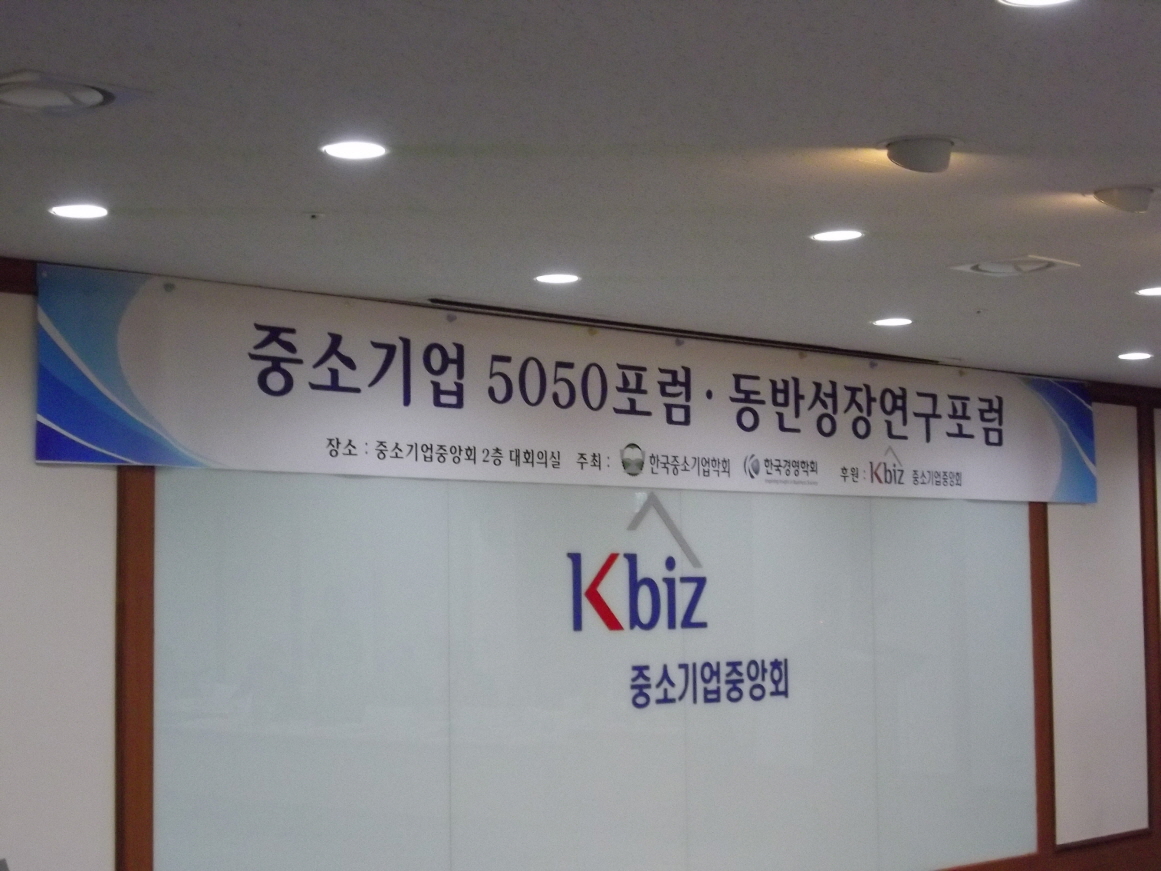 중소기업 5050포럼 · 동반성장연구포럼
장소 : 중소기업중앙회 2층 대회의실 주최 : 한국중소기업학회 한국경영학회 후원 : Kbiz 중소기업중앙회
Kbiz
중소기업중앙회